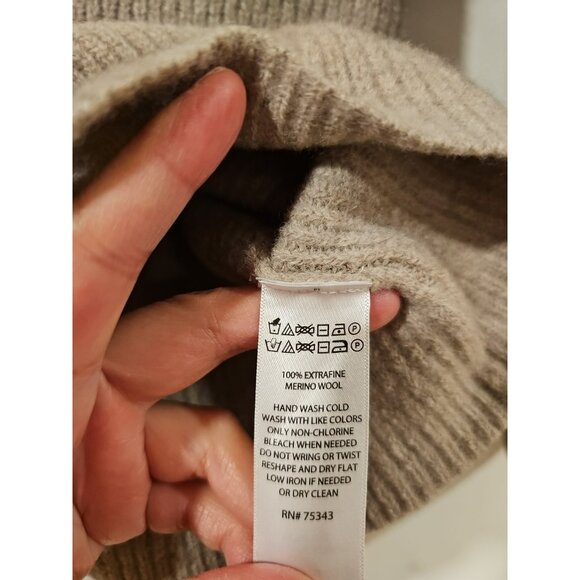 100% EXTRAFINE
MERINO WOOL
HAND WASH COLD
WASH WITH LIKE COLORS
ONLY NON-CHLORINE
BLEACH WHEN NEEDED
DO NOT WRING OR TWIST
RESHAPE AND DRY FLAT
LOW IRON IF NEEDED
OR DRY CLEAN
RN# 75343